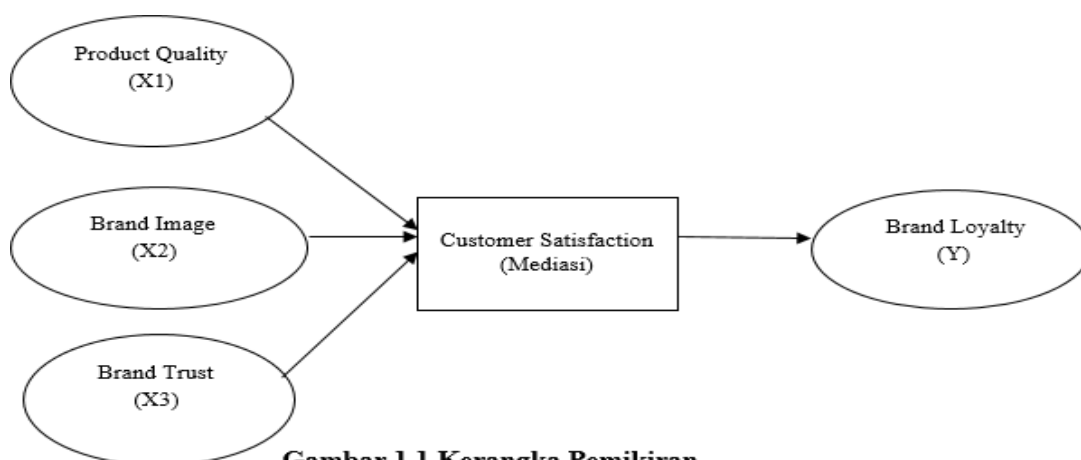 Product Quality
(X1)
Brand Image
(X2)
Customer Satisfaction
(Mediasi)
Brand Loyalty
(Y)
Brand Trust
(X3)
Gambar 1.1 Kerangka Pemikiran